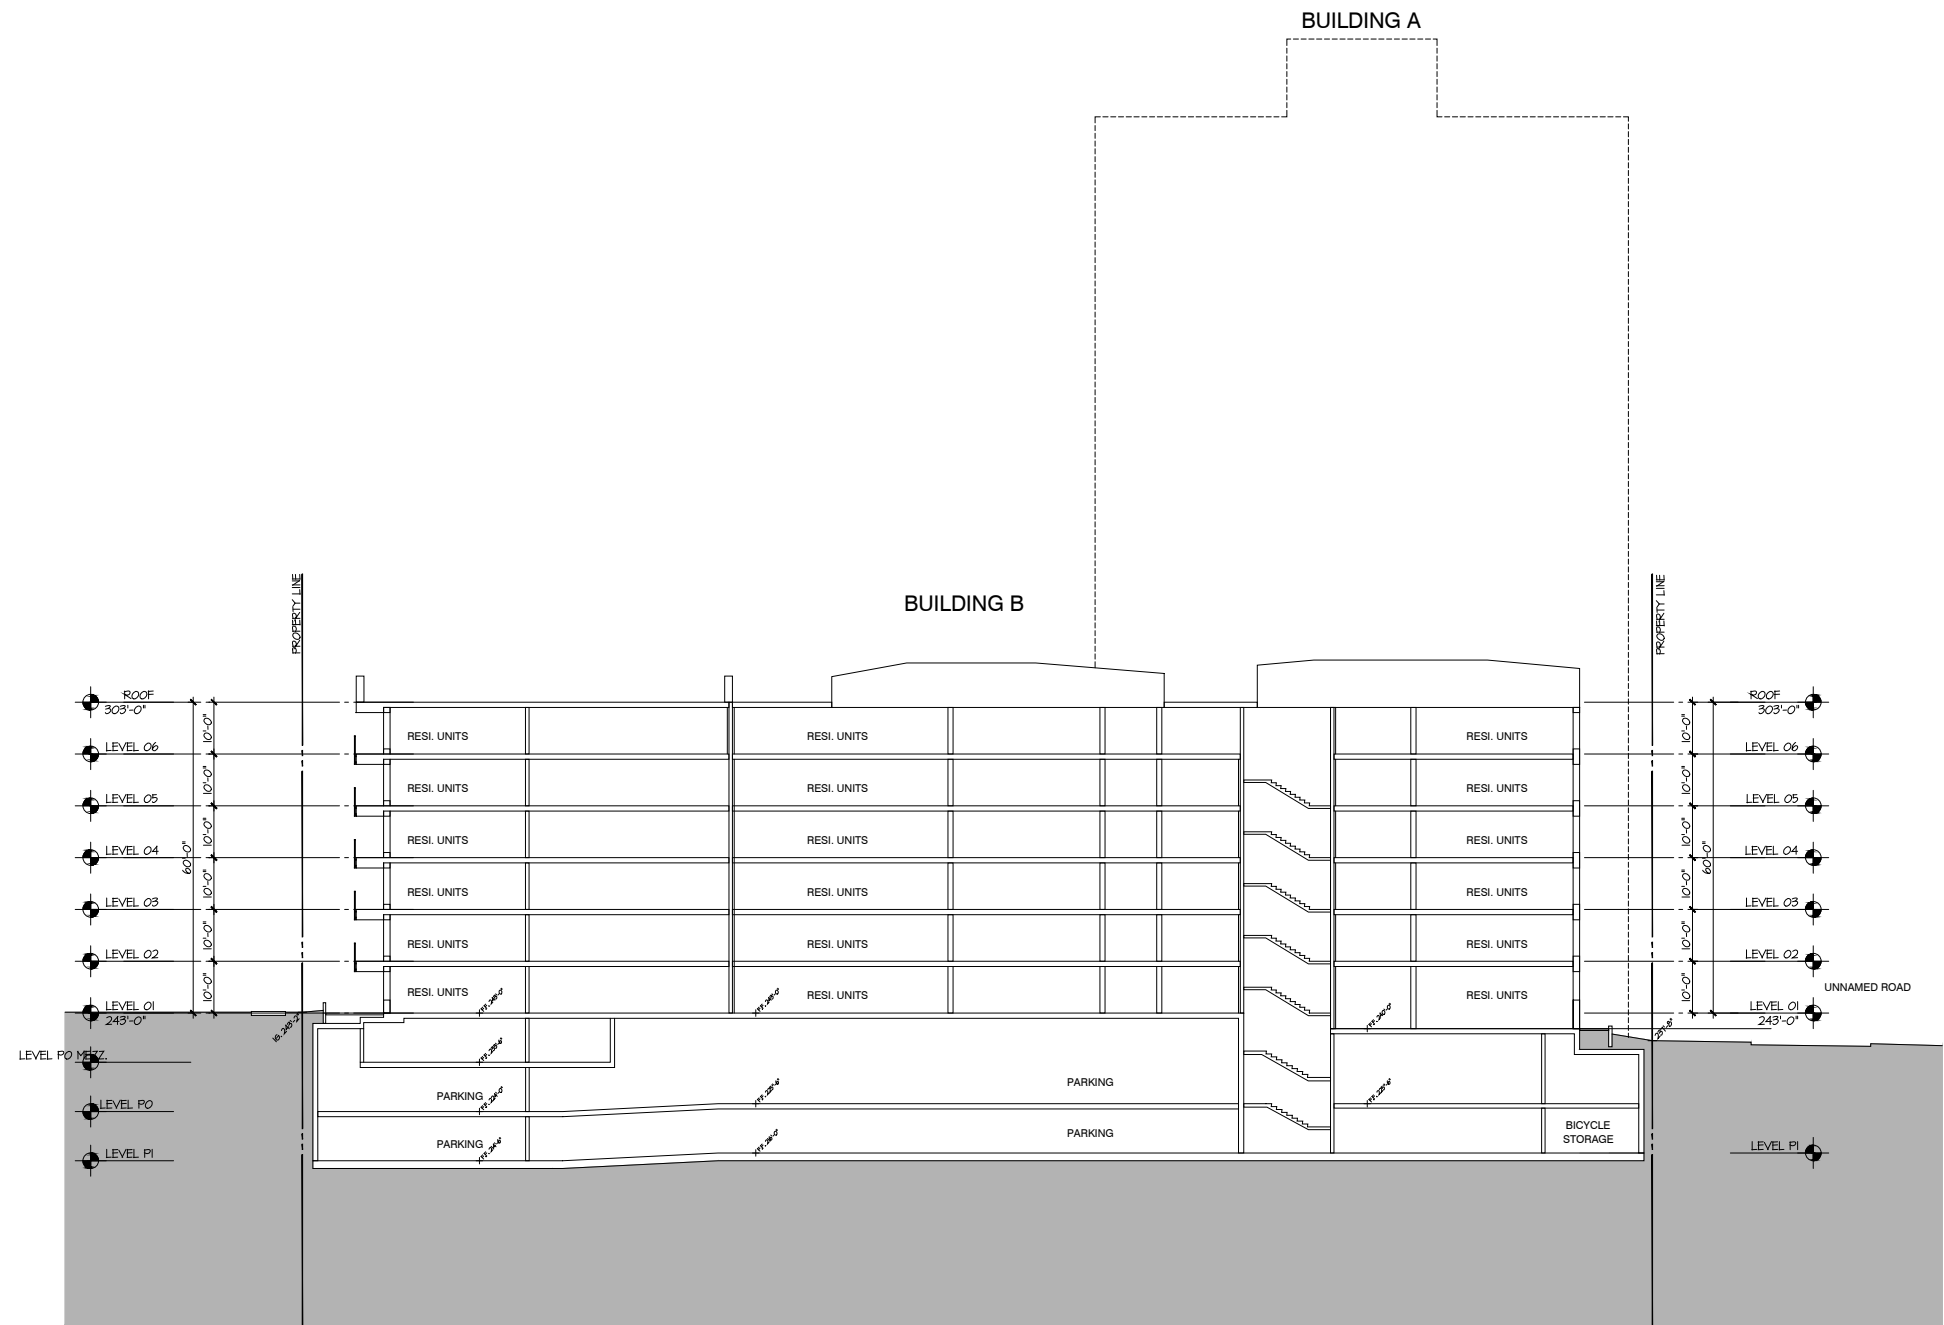 BUILDING A
BUILDING B
PROPERTY LINE
PROPERTY LINE
ROOF
303'-0"
ROOF
303'-0"
10'-0"
RESI. UNITS
RESI. UNITS
RESI. UNITS
10'-0"
LEVEL 06
LEVEL 06
10'-0"
RESI. UNITS
RESI. UNITS
RESI. UNITS
10'-0"
LEVEL 05
LEVEL 05
10'-0"
RESI. UNITS
RESI. UNITS
RESI. UNITS
10'-0"
LEVEL 04
LEVEL 04
60'-0"
60'-0"
10'-0"
RESI. UNITS
RESI. UNITS
RESI. UNITS
10'-0"
LEVEL 03
LEVEL 03
10'-0"
RESI. UNITS
RESI. UNITS
RESI. UNITS
10'-0"
LEVEL 02
LEVEL 02
10'-0"
RESI. UNITS
RESI. UNITS
RESI. UNITS
10'-0"
UNNAMED ROAD
LEVEL 01
243'-0"
LEVEL 01
243'-0"
LEVEL P0 MEZZ.
PARKING
PARKING
LEVEL P0
PARKING
PARKING
BICYCLE
STORAGE
LEVEL P1
LEVEL P1